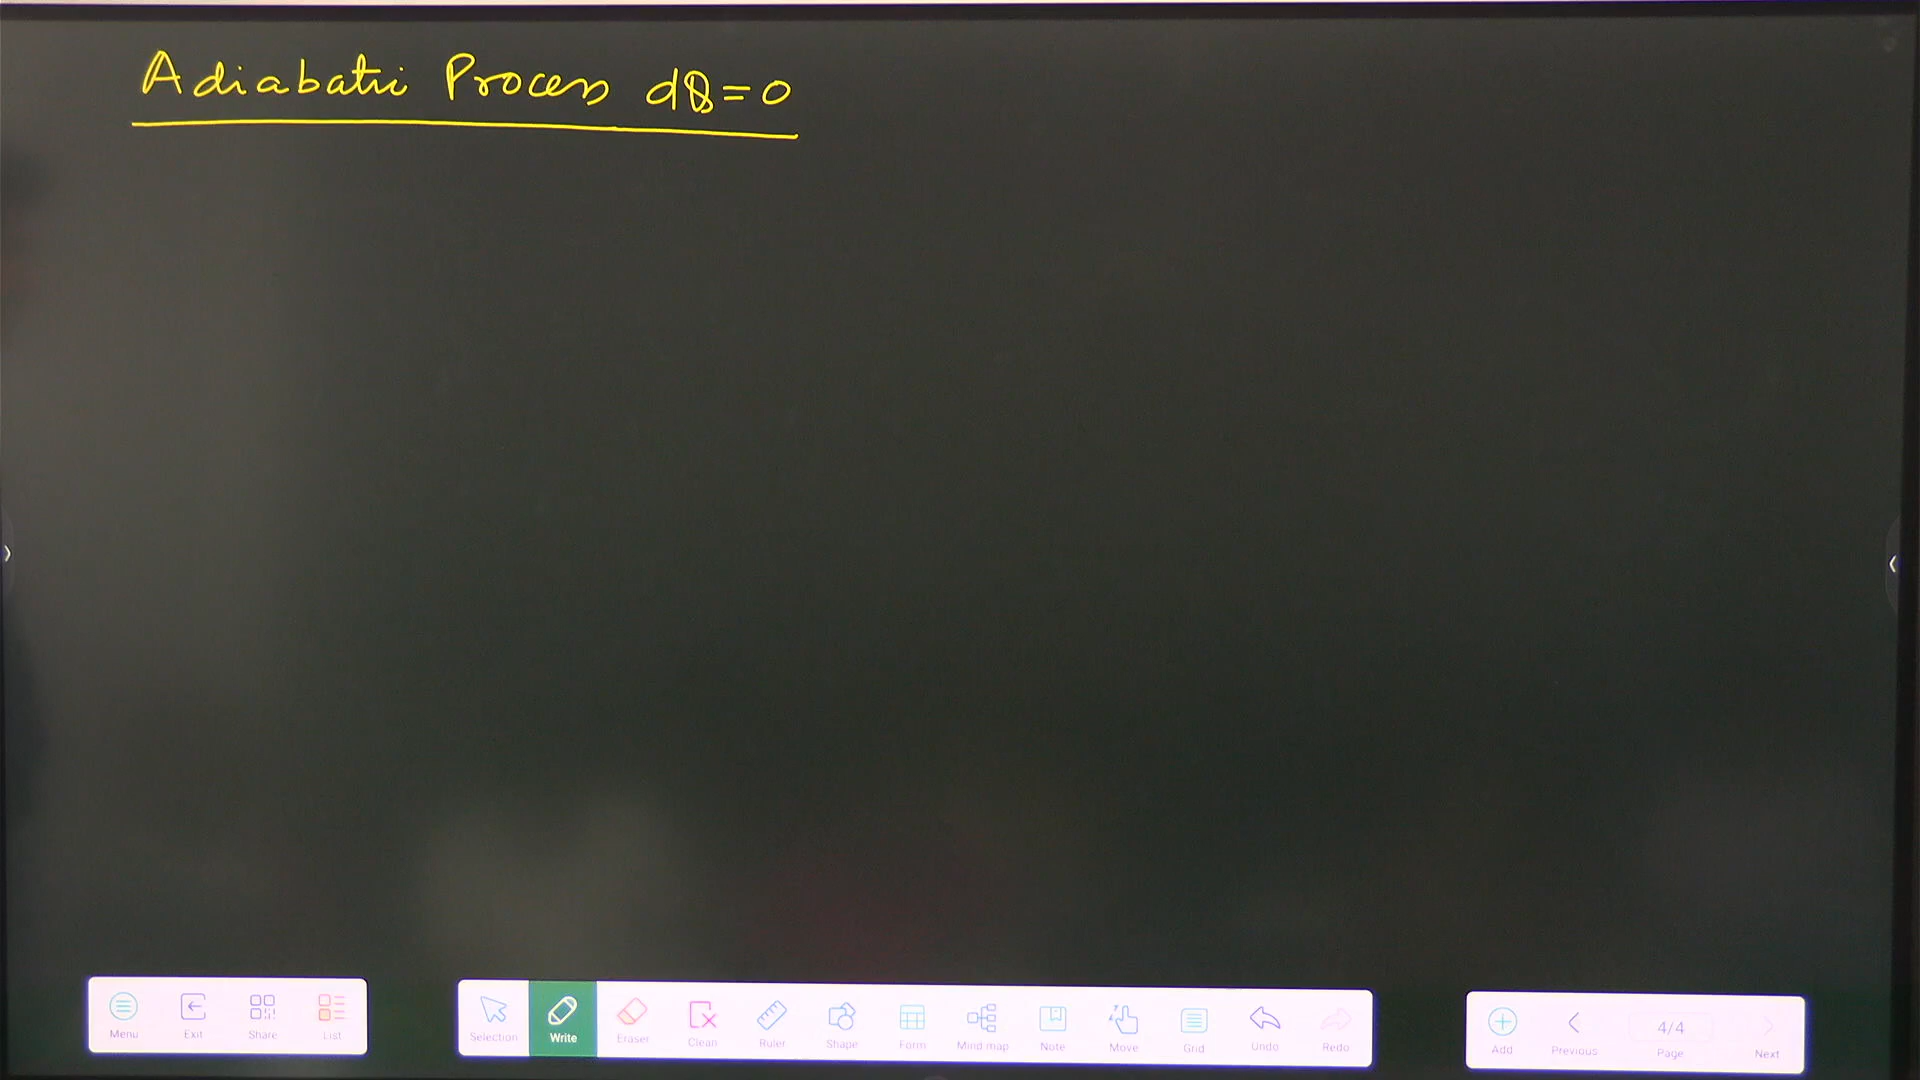 Adiabatic Process dQ=0
Menu Exit Share List
Selection Write Eraser Clean Ruler Shape Form Mind map Note Move Grid Undo Redo
Add Previous 4/4 Page Next